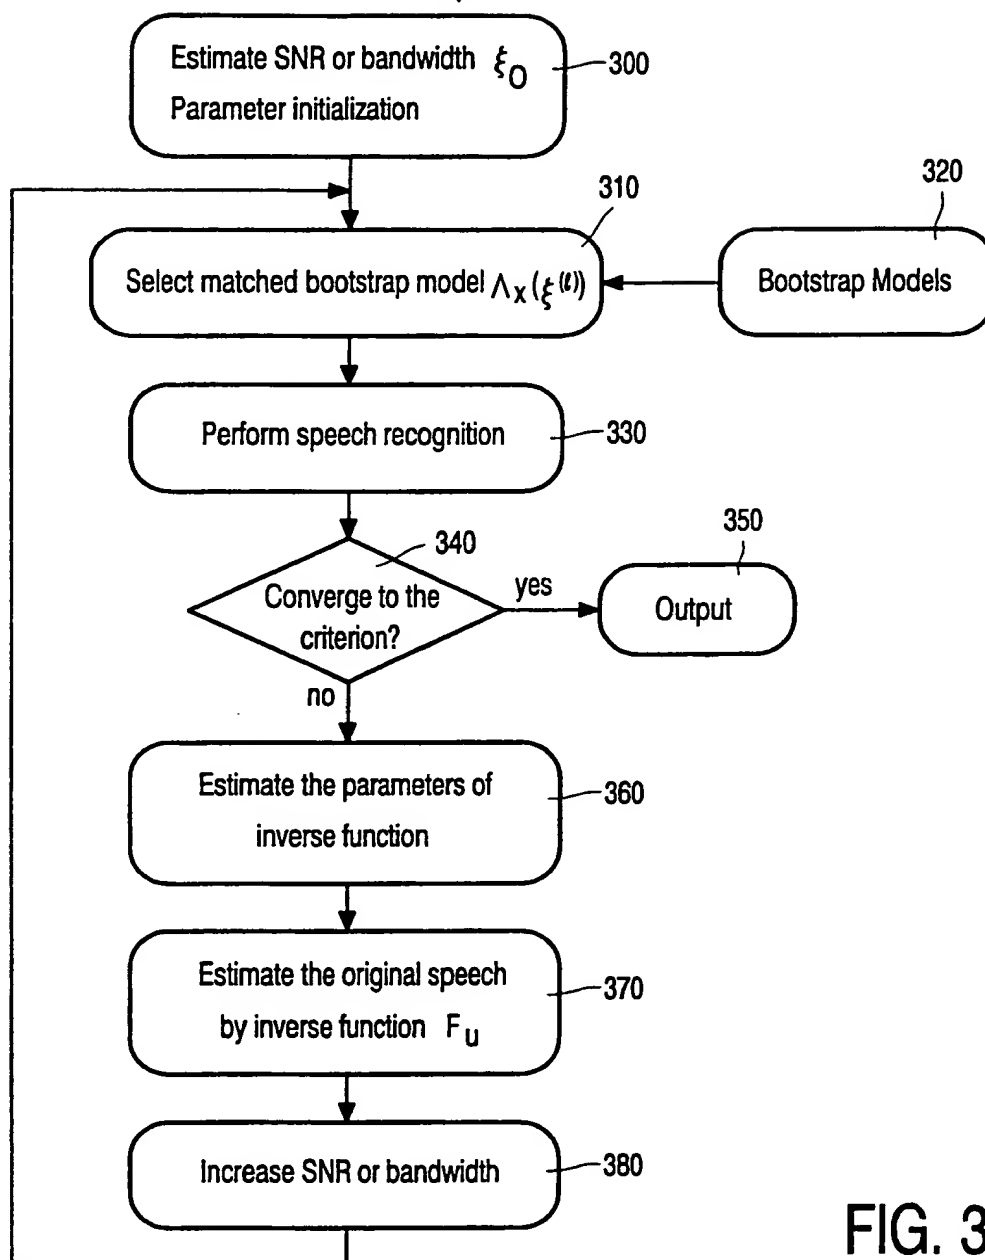 Estimate SNR or bandwidth ξ0
Parameter initialization
300
310
320
Select matched bootstrap model Λx(ξ(ℓ))
Bootstrap Models
Perform speech recognition
330
340
350
Converge to the
criterion?
yes
Output
no
Estimate the parameters of
inverse function
360
Estimate the original speech
by inverse function Fu
370
Increase SNR or bandwidth
380
FIG. 3